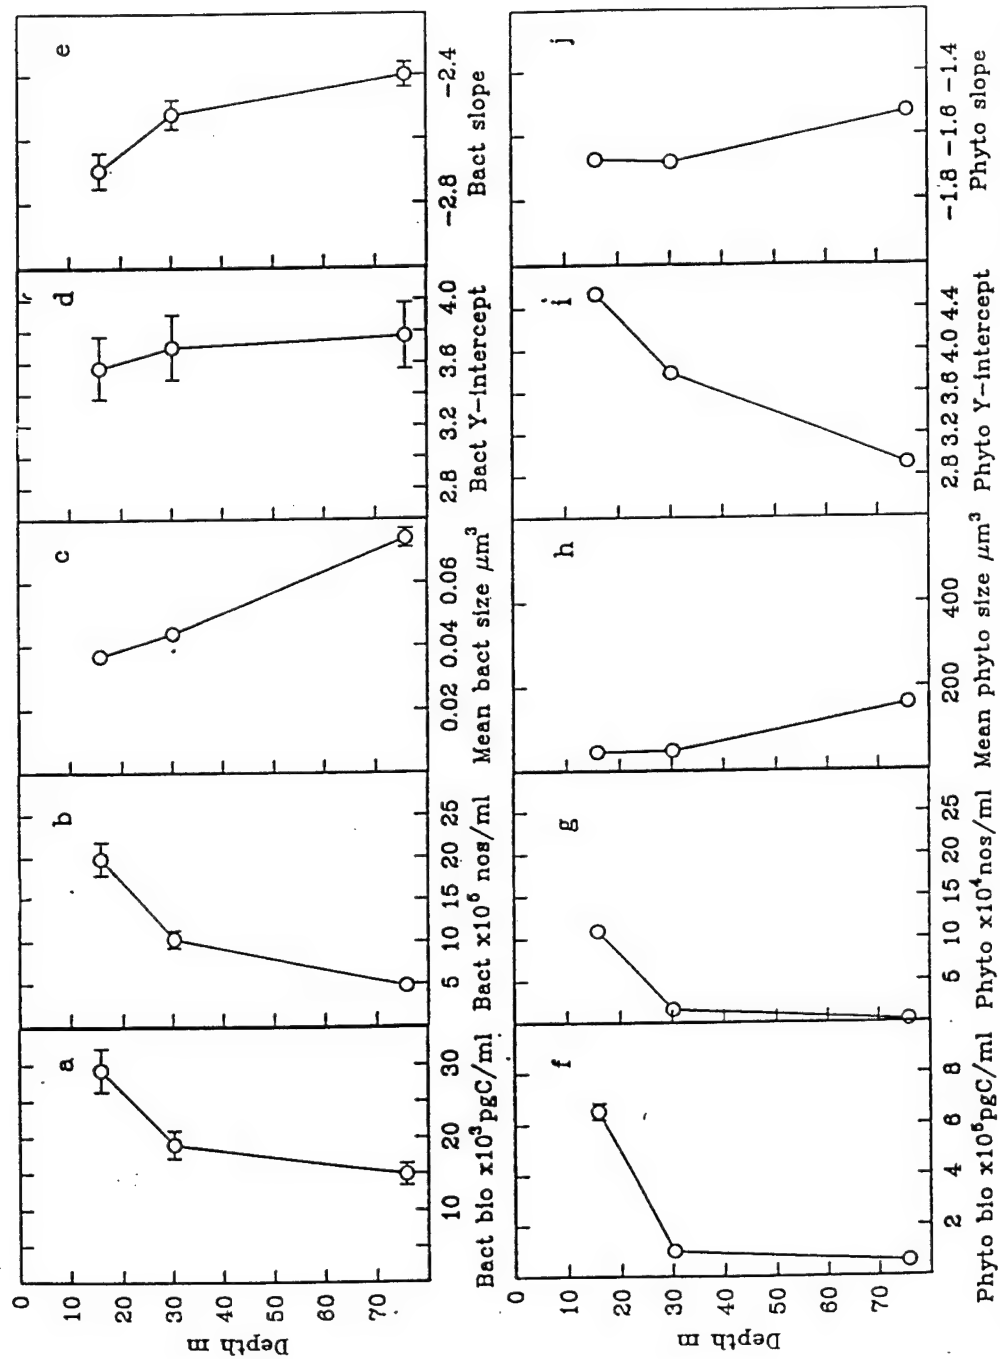 a
b
c
d
e
0
10
20
30
40
50
60
70
Depth m
10 20 30
5 10 15 20 25
0.02 0.04 0.06
2.8 3.2 3.6 4.0
−2.8 −2.4
Bact bio x10³pgC/ml
Bact x10⁵ nos/ml
Mean bact size μm³
Bact Y-intercept
Bact slope
f
g
h
i
j
0
10
20
30
40
50
60
70
Depth m
2 4 6 8
5 10 15 20 25
200 400
2.8 3.2 3.6 4.0 4.4
−1.8 −1.6 −1.4
Phyto bio x10⁵pgC/ml
Phyto x10⁴nos/ml
Mean phyto size μm³
Phyto Y-intercept
Phyto slope